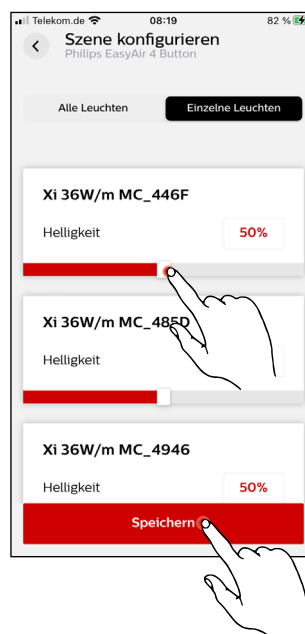 Telekom.de 08:19 82 %
Szene konfigurieren
Philips EasyAir 4 Button
Alle Leuchten Einzelne Leuchten
Xi 36W/m MC_446F
Helligkeit 50%
Xi 36W/m MC_485D
Helligkeit
Xi 36W/m MC_4946
Helligkeit 50%
Speichern